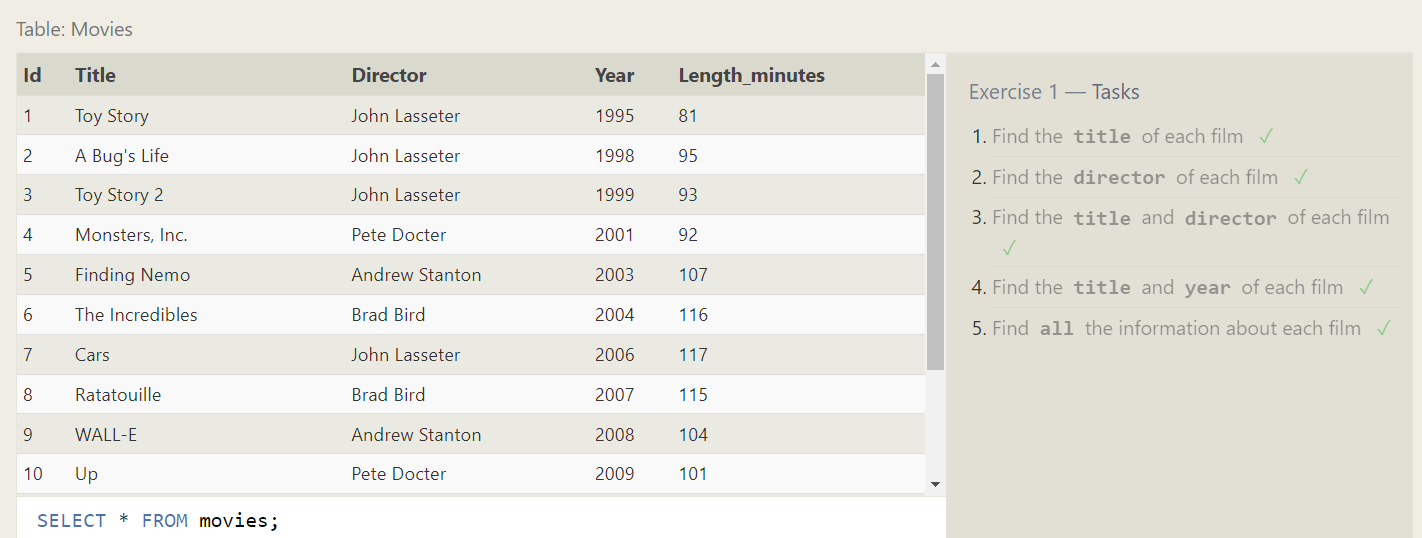 Table: Movies
Id Title Director Year Length_minutes
1 Toy Story John Lasseter 1995 81
2 A Bug's Life John Lasseter 1998 95
3 Toy Story 2 John Lasseter 1999 93
4 Monsters, Inc. Pete Docter 2001 92
5 Finding Nemo Andrew Stanton 2003 107
6 The Incredibles Brad Bird 2004 116
7 Cars John Lasseter 2006 117
8 Ratatouille Brad Bird 2007 115
9 WALL-E Andrew Stanton 2008 104
10 Up Pete Docter 2009 101
SELECT * FROM movies;
Exercise 1 — Tasks
1. Find the title of each film ✓
2. Find the director of each film ✓
3. Find the title and director of each film
✓
4. Find the title and year of each film ✓
5. Find all the information about each film ✓